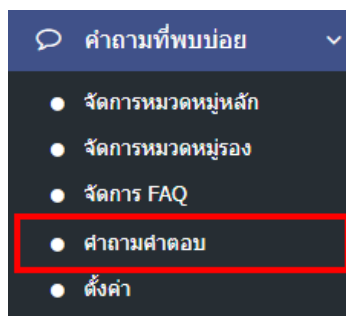 คำถามที่พบบ่อย
จัดการหมวดหมู่หลัก
จัดการหมวดหมู่รอง
จัดการ FAQ
คำถามคำตอบ
ตั้งค่า